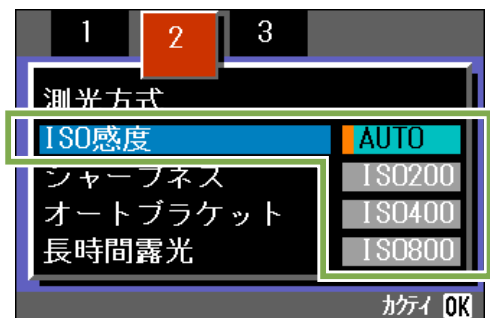 1 2 3
測光方式
ISO感度 AUTO
シャープネス ISO200
オートブラケット ISO400
長時間露光 ISO800
カクテイ OK